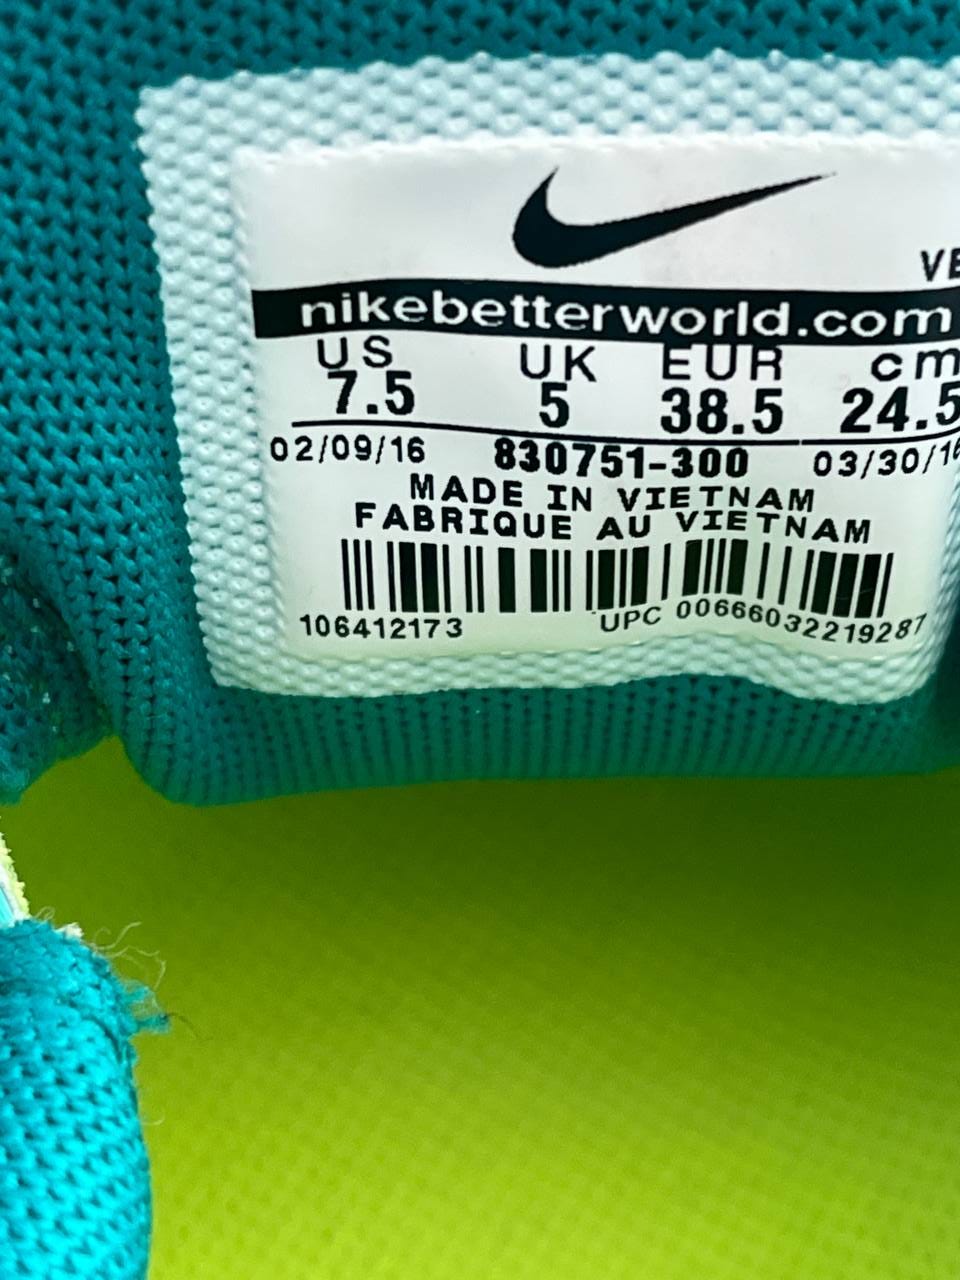 VE
nikebetterworld.com
US UK EUR cm
7.5 5 38.5 24.5
02/09/16 830751-300 03/30/16
MADE IN VIETNAM
FABRIQUE AU VIETNAM
106412173 UPC 00666032219287